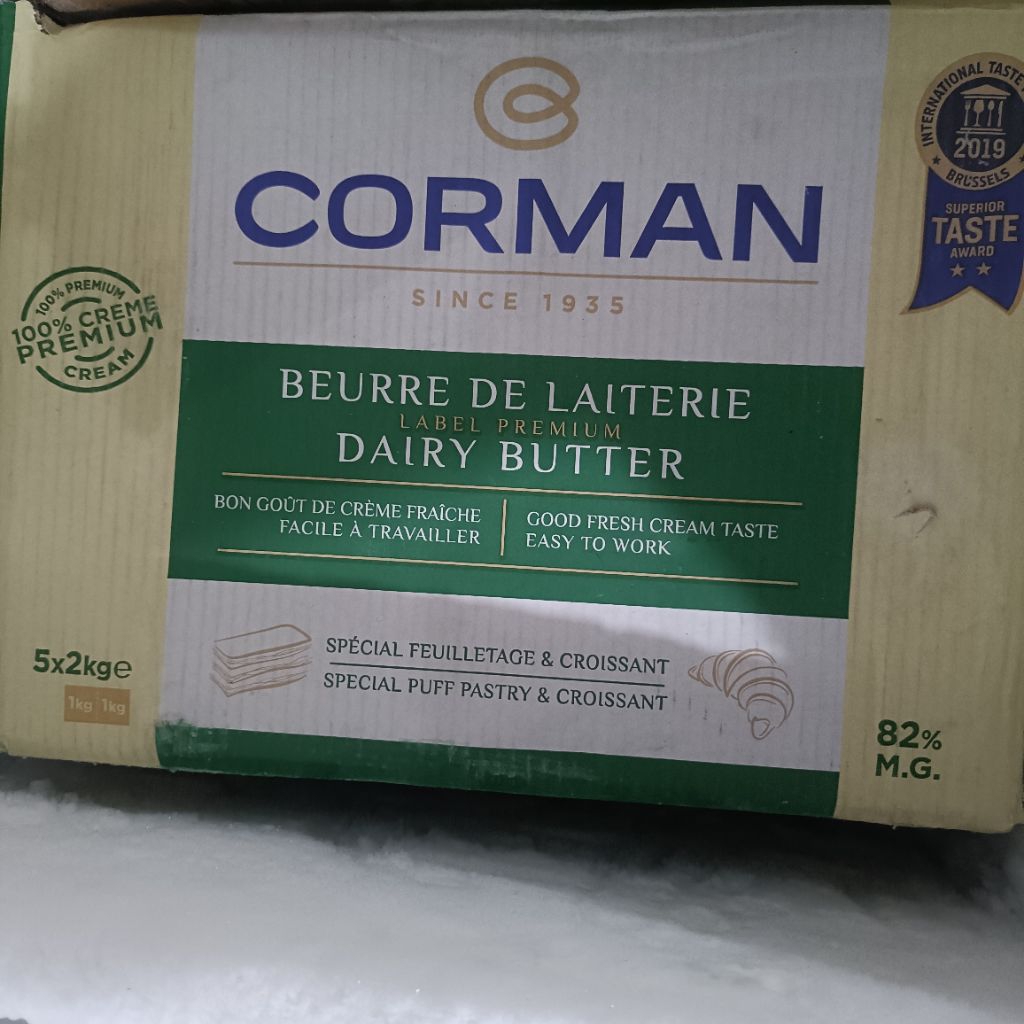 CORMAN
SINCE 1935
INTERNATIONAL TASTE
2019
BRUSSELS
SUPERIOR
TASTE
AWARD
100% PREMIUM
100% CRÈME
PREMIUM
CREAM
BEURRE DE LAITERIE
LABEL PREMIUM
DAIRY BUTTER
BON GOÛT DE CRÈME FRAÎCHE
FACILE À TRAVAILLER
GOOD FRESH CREAM TASTE
EASY TO WORK
SPÉCIAL FEUILLETAGE & CROISSANT
SPECIAL PUFF PASTRY & CROISSANT
5x2kg℮
1kg 1kg
82%
M.G.